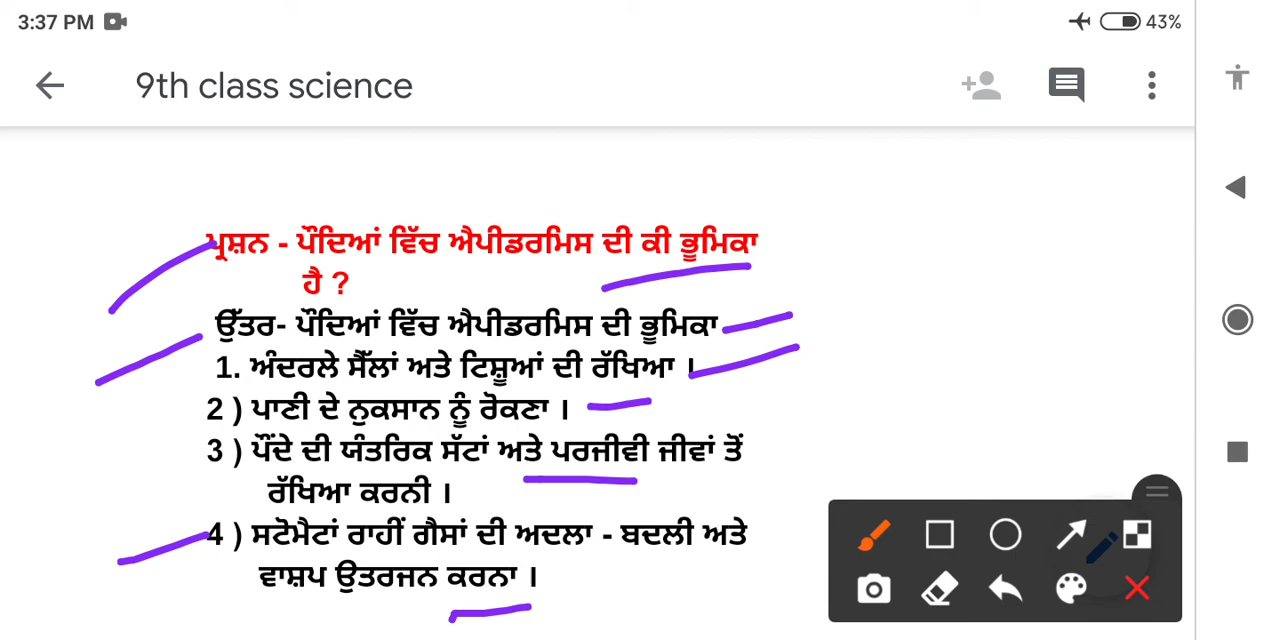 3:37 PM 43%
9th class science
ਪ੍ਰਸ਼ਨ - ਪੌਦਿਆਂ ਵਿੱਚ ਐਪੀਡਰਮਿਸ ਦੀ ਕੀ ਭੂਮਿਕਾ
ਹੈ ?
ਉੱਤਰ- ਪੌਦਿਆਂ ਵਿੱਚ ਐਪੀਡਰਮਿਸ ਦੀ ਭੂਮਿਕਾ
1. ਅੰਦਰਲੇ ਸੈੱਲਾਂ ਅਤੇ ਟਿਸ਼ੂਆਂ ਦੀ ਰੱਖਿਆ ।
2 ) ਪਾਣੀ ਦੇ ਨੁਕਸਾਨ ਨੂੰ ਰੋਕਣਾ ।
3 ) ਪੌਂਦੇ ਦੀ ਯੰਤਰਿਕ ਸੱਟਾਂ ਅਤੇ ਪਰਜੀਵੀ ਜੀਵਾਂ ਤੋਂ
ਰੱਖਿਆ ਕਰਨੀ ।
4 ) ਸਟੋਮੈਟਾਂ ਰਾਹੀਂ ਗੈਸਾਂ ਦੀ ਅਦਲਾ - ਬਦਲੀ ਅਤੇ
ਵਾਸ਼ਪ ਉਤਰਜਨ ਕਰਨਾ ।